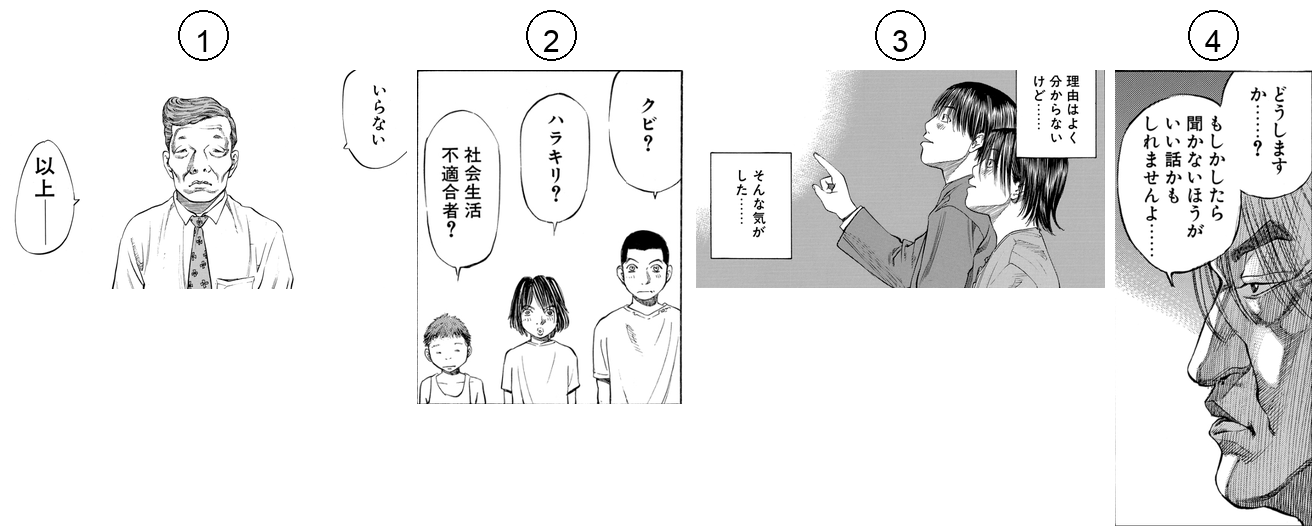 1
いらない
以上──
2
クビ?
ハラキリ?
社会生活
不適合者?
3
理由はよく
分からない
けど……
そんな気が
した……
4
どうします
か……?
もしかしたら
聞かないほうが
いい話かも
しれませんよ……